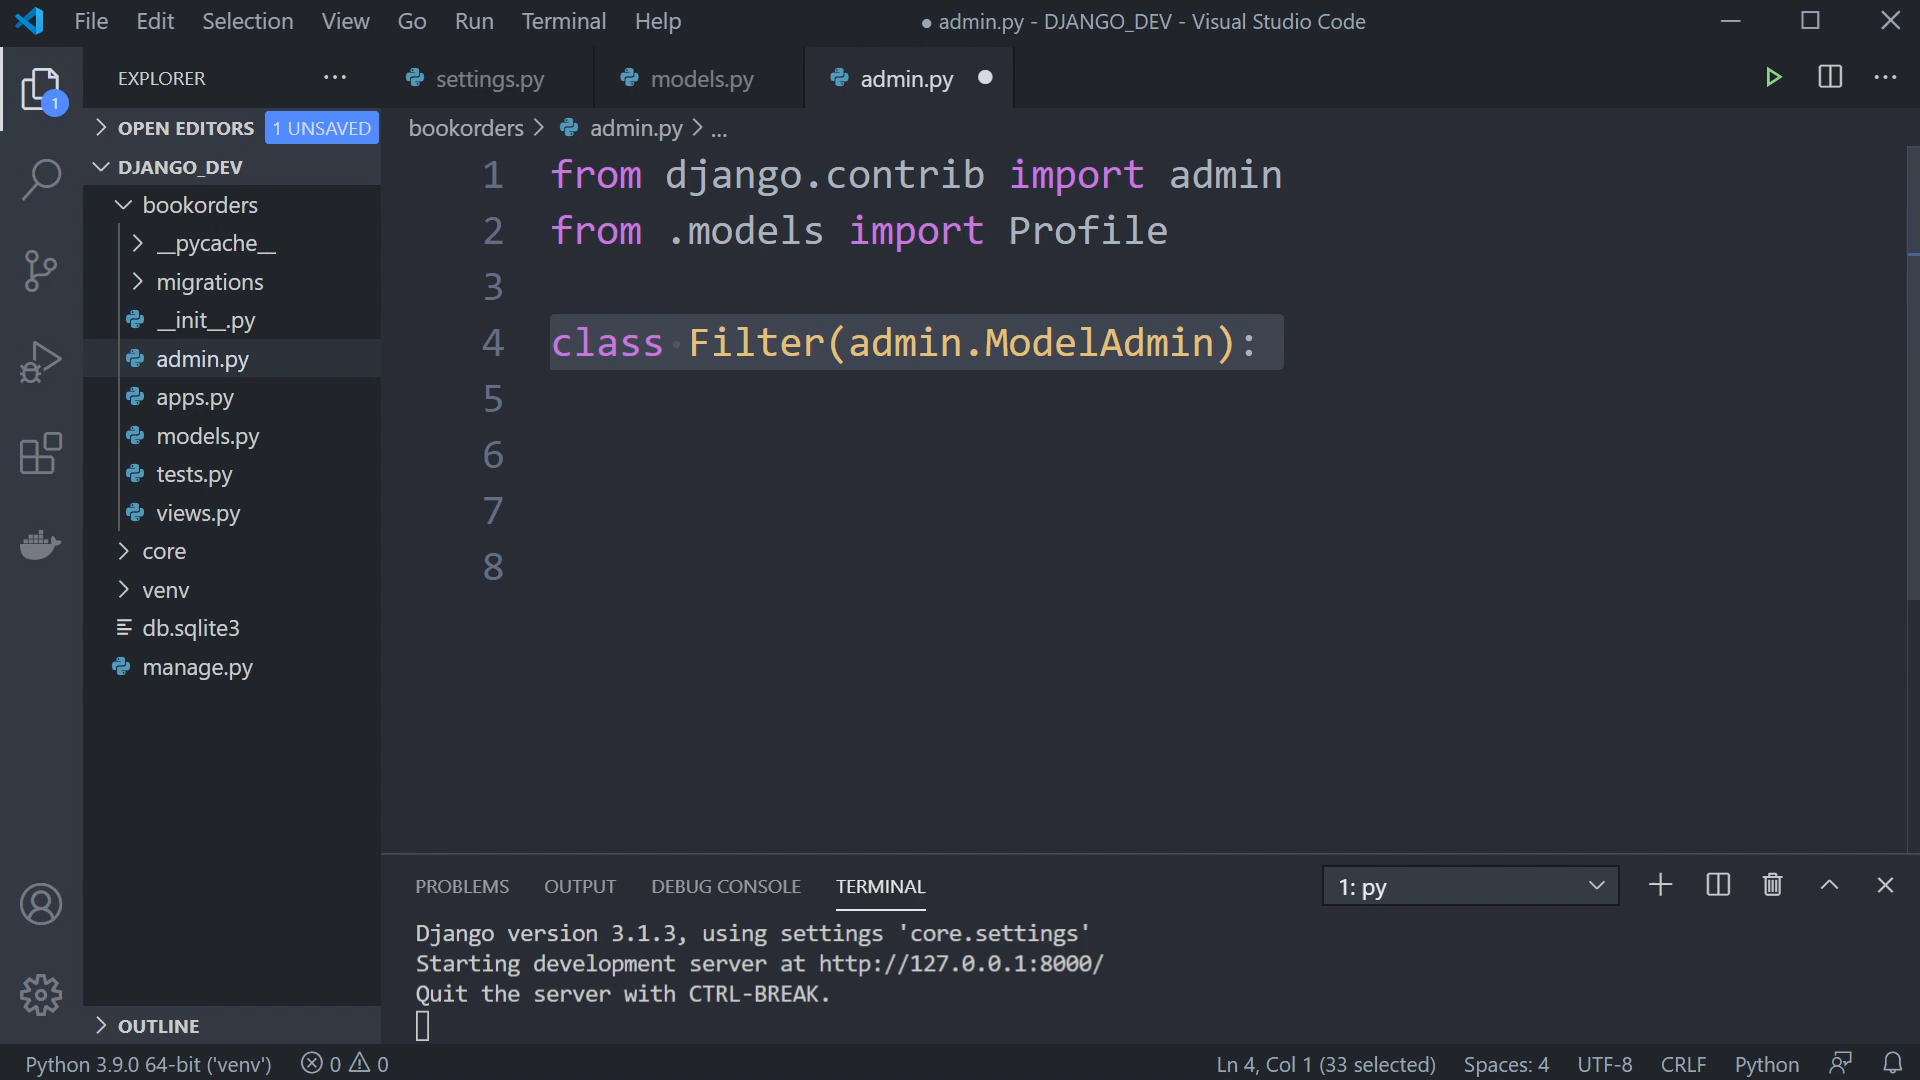 File Edit Selection View Go Run Terminal Help
● admin.py - DJANGO_DEV - Visual Studio Code
EXPLORER ···
1
settings.py
models.py
admin.py ●
OPEN EDITORS 1 UNSAVED
DJANGO_DEV
bookorders
__pycache__
migrations
__init__.py
admin.py
apps.py
models.py
tests.py
views.py
core
venv
db.sqlite3
manage.py
OUTLINE
bookorders > admin.py > ...
1 from django.contrib import admin
2 from .models import Profile
3
4 class Filter(admin.ModelAdmin):
5
6
7
8
PROBLEMS OUTPUT DEBUG CONSOLE TERMINAL
1: py
Django version 3.1.3, using settings 'core.settings'
Starting development server at http://127.0.0.1:8000/
Quit the server with CTRL-BREAK.
Python 3.9.0 64-bit ('venv') 0 0
Ln 4, Col 1 (33 selected) Spaces: 4 UTF-8 CRLF Python